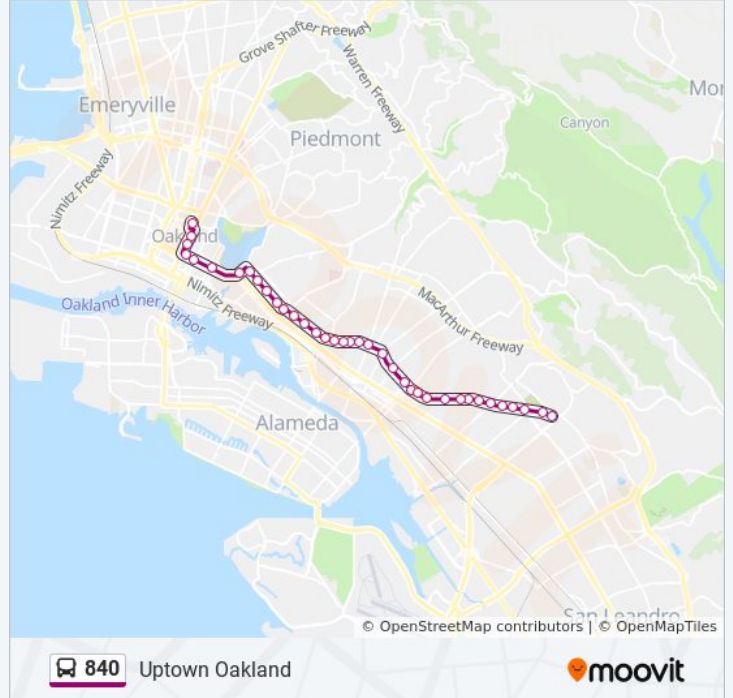 Grove Shafter Freeway
Warren Freeway
Emeryville
Mor
Canyon
Piedmont
Nimitz Freeway
Oakland
Nimitz Freeway
MacArthur Freeway
Oakland Inner Harbor
Alameda
San Leandro
© OpenStreetMap contributors | © OpenMapTiles
840 Uptown Oakland
moovit